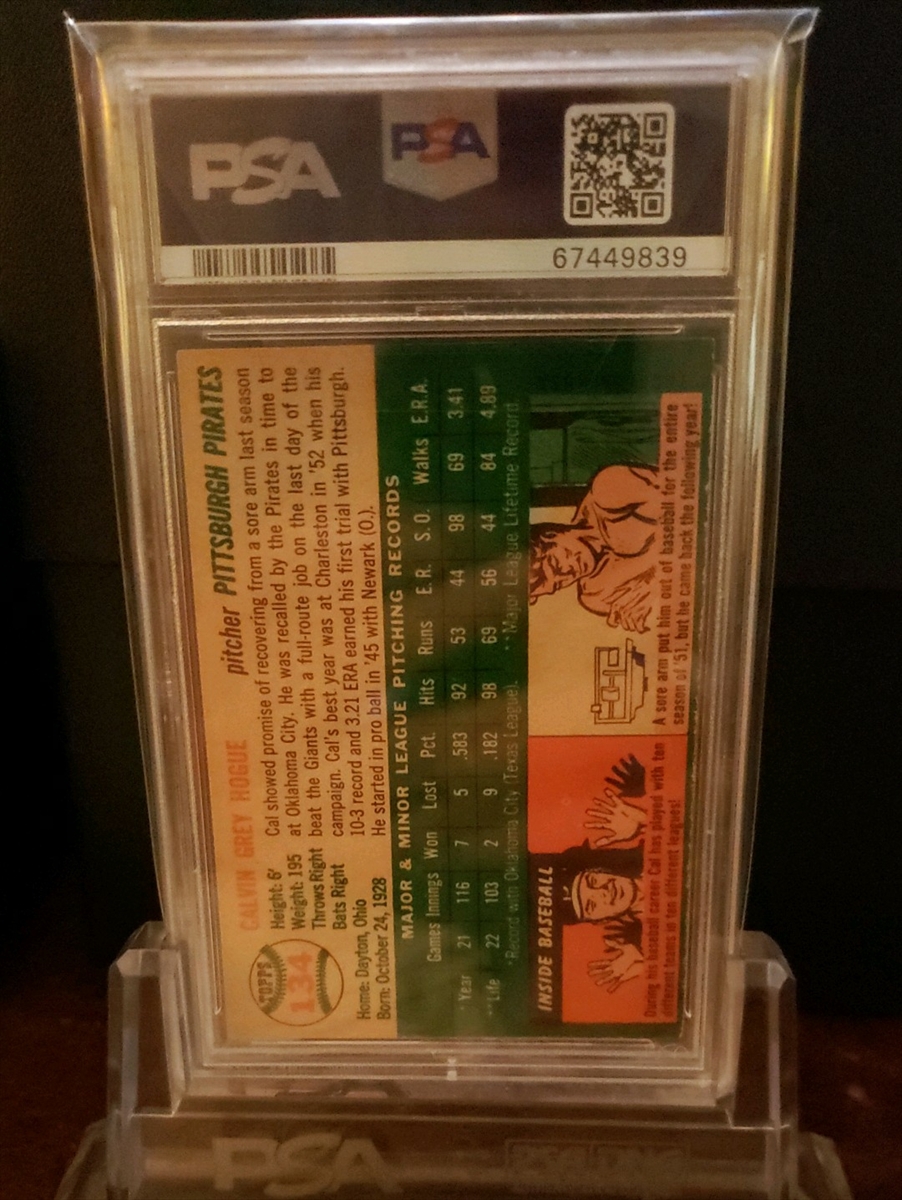 PSA
PSA
67449839
TOPPS
134
CALVIN GREY HOGUE
pitcher PITTSBURGH PIRATES
Height: 6'
Weight: 195
Throws Right
Bats Right
Home: Dayton, Ohio
Born: October 24, 1928
Cal showed promise of recovering from a sore arm last season
at Oklahoma City. He was recalled by the Pirates in time to
beat the Giants with a full-route job on the last day of the
campaign. Cal's best year was at Charleston in '52 when his
10-3 record and 3.21 ERA earned his first trial with Pittsburgh.
He started in pro ball in '45 with Newark (O.).
MAJOR & MINOR LEAGUE PITCHING RECORDS
Games Innings Won Lost Pct. Hits Runs E.R. S.O. Walks E.R.A.
*Year 21 116 7 5 .583 92 53 44 98 69 3.41
**Life 22 103 2 9 .182 98 69 56 44 84 4.89
*Record with Oklahoma City (Texas League). **Major League Lifetime Record.
INSIDE BASEBALL
During his baseball career Cal has played with ten
different teams in ten different leagues!
A sore arm put him out of baseball for the entire
season of '51, but he came back the following year!
PSA